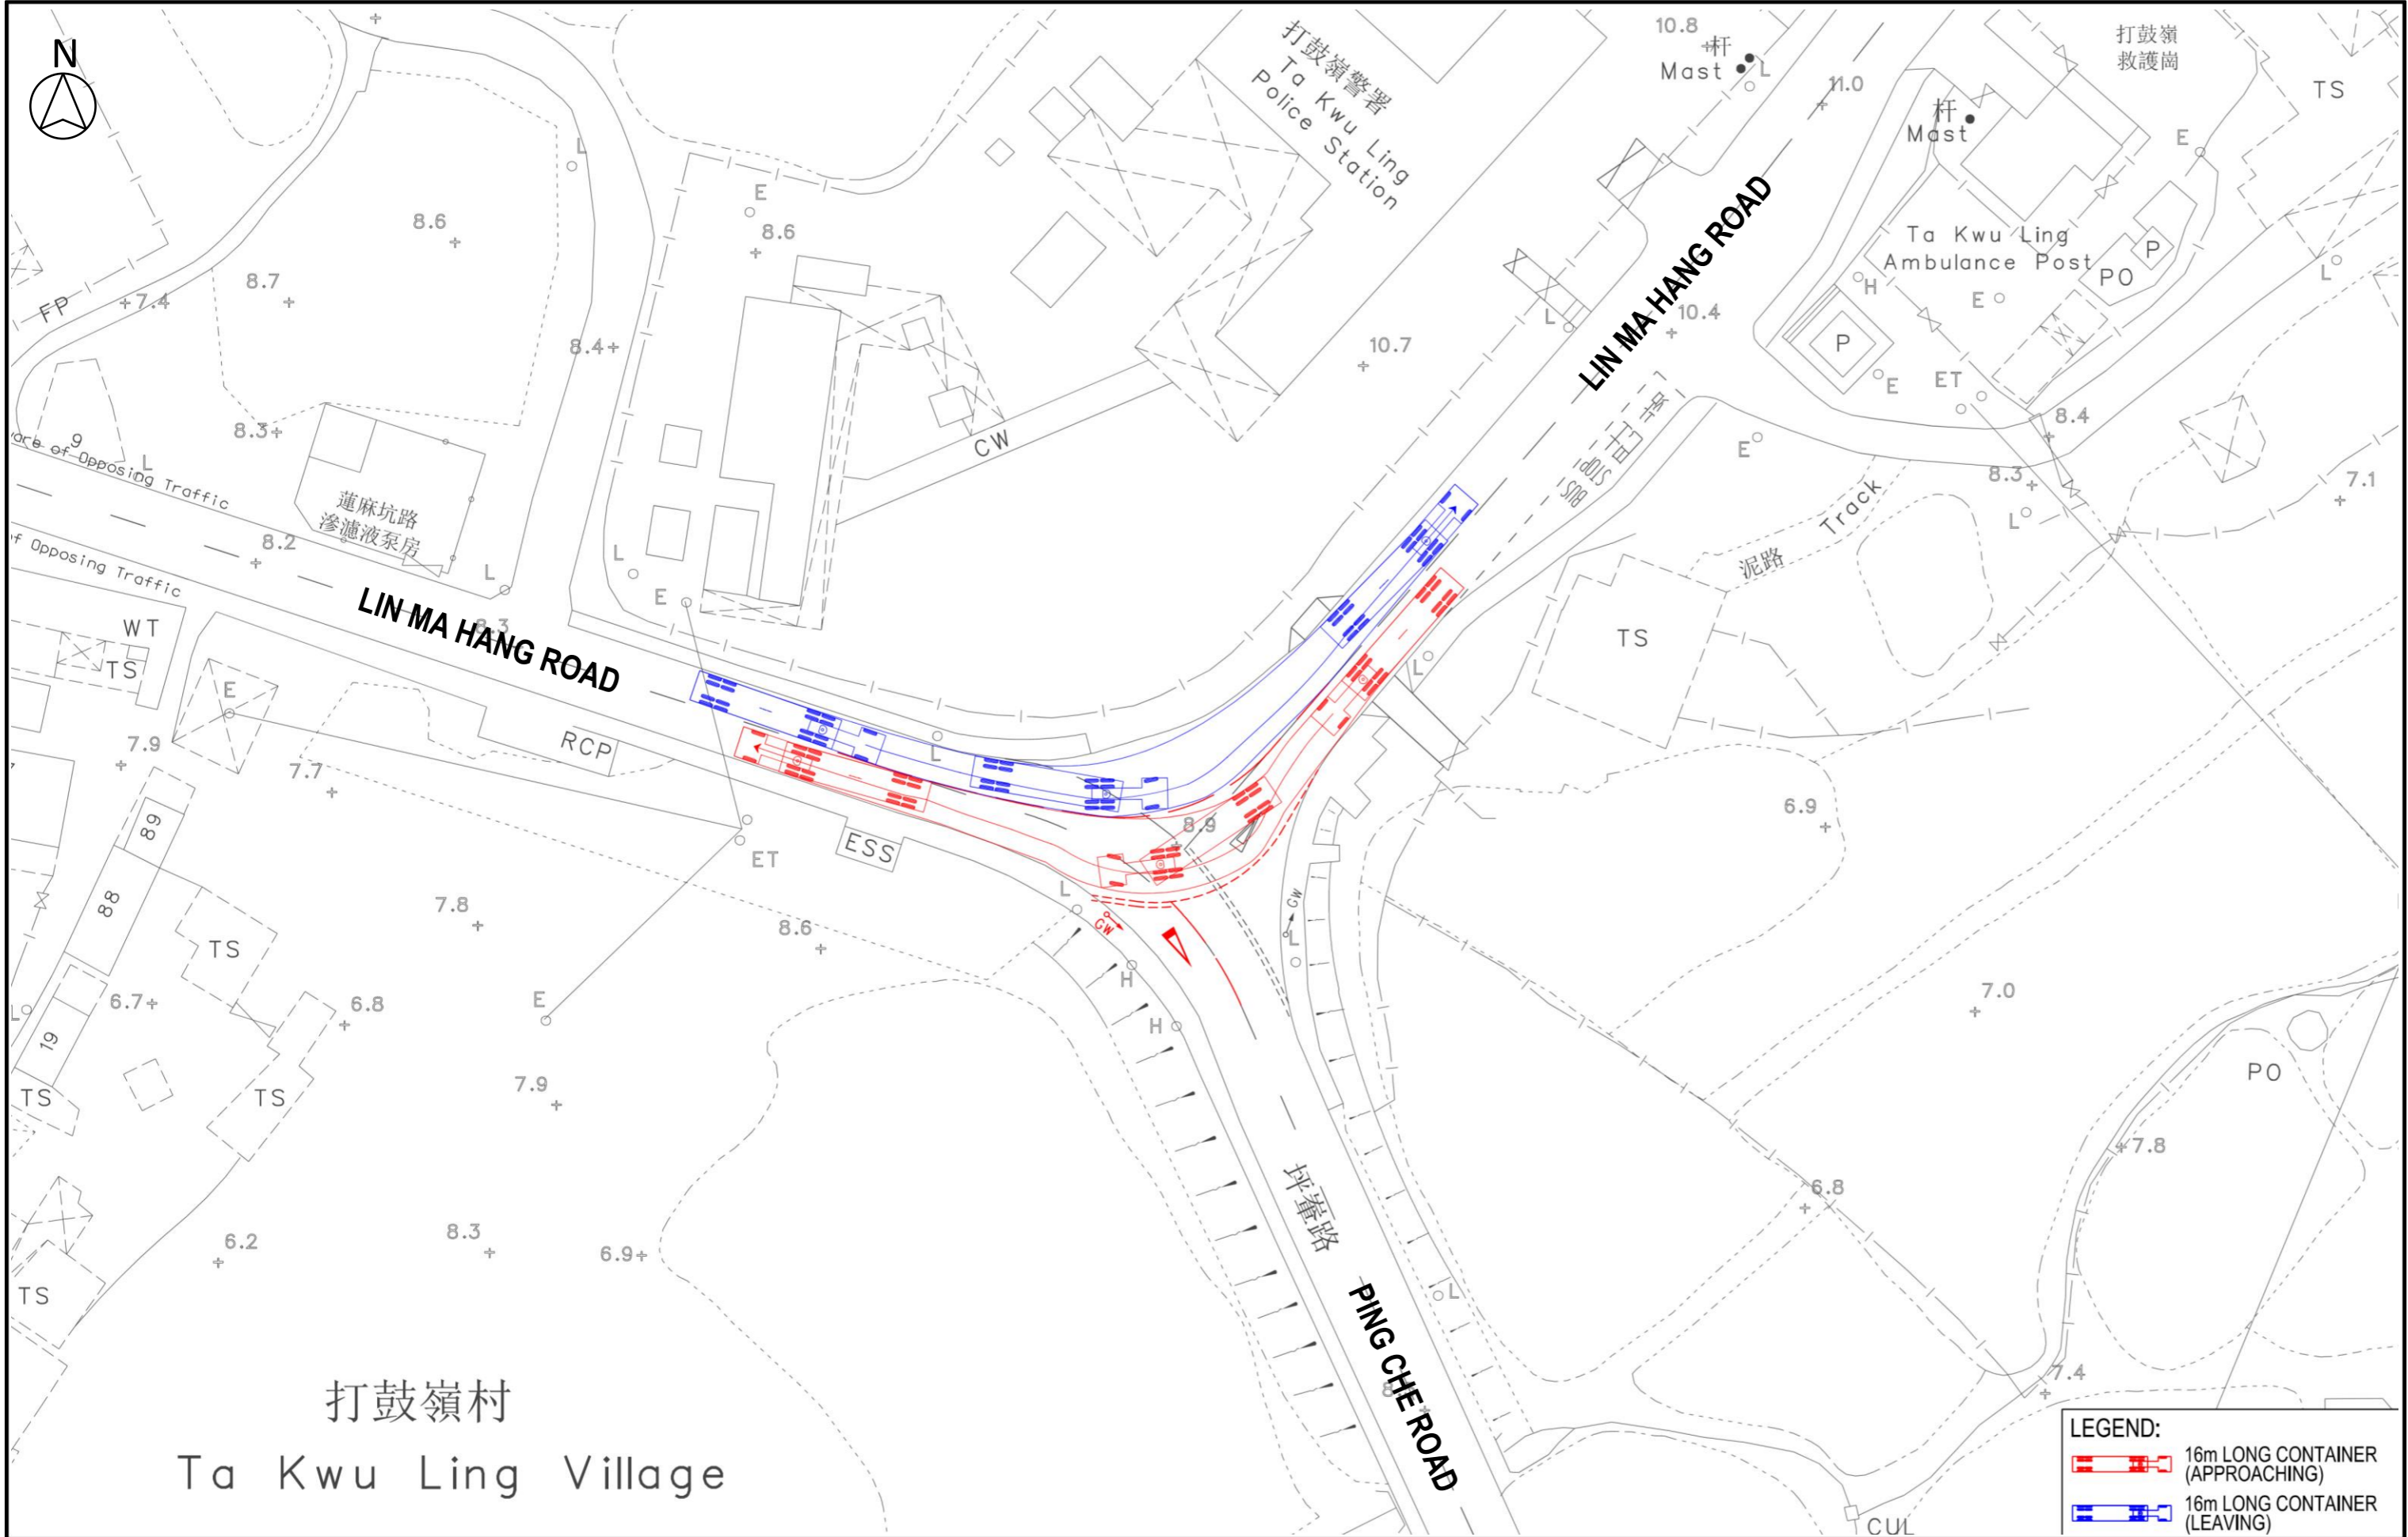 N
打鼓嶺警署
Ta Kwu Ling
Police Station
10.8
杆
Mast
L
11.0
打鼓嶺
救護崗
TS
杆
Mast
E
L
E
8.6
8.6
Ta Kwu Ling
Ambulance Post
P
PO
H
E
L
8.7
FP
7.4
LIN MA HANG ROAD
10.4
L
P
8.4
10.7
E
ET
8.4
9
8.3
L
CW
BUS STOP
E
8.3
7.1
of Opposing Traffic
蓮麻坑路
滲濾液泵房
Track
泥路
L
8.2
of Opposing Traffic
L
L
E
LIN MA HANG ROAD
8.3
WT
TS
TS
L
E
RCP
L
7.9
7.7
6.9
89
8.9
ET
ESS
88
7.8
L
GW
GW
TS
8.6
L
H
6.7
6.8
E
7.0
L
H
19
PO
TS
TS
7.9
7.8
坪輋路
6.8
6.2
8.3
6.9
L
TS
PING CHE ROAD
7.4
打鼓嶺村
Ta Kwu Ling Village
LEGEND:
16m LONG CONTAINER
(APPROACHING)
16m LONG CONTAINER
(LEAVING)
CUL